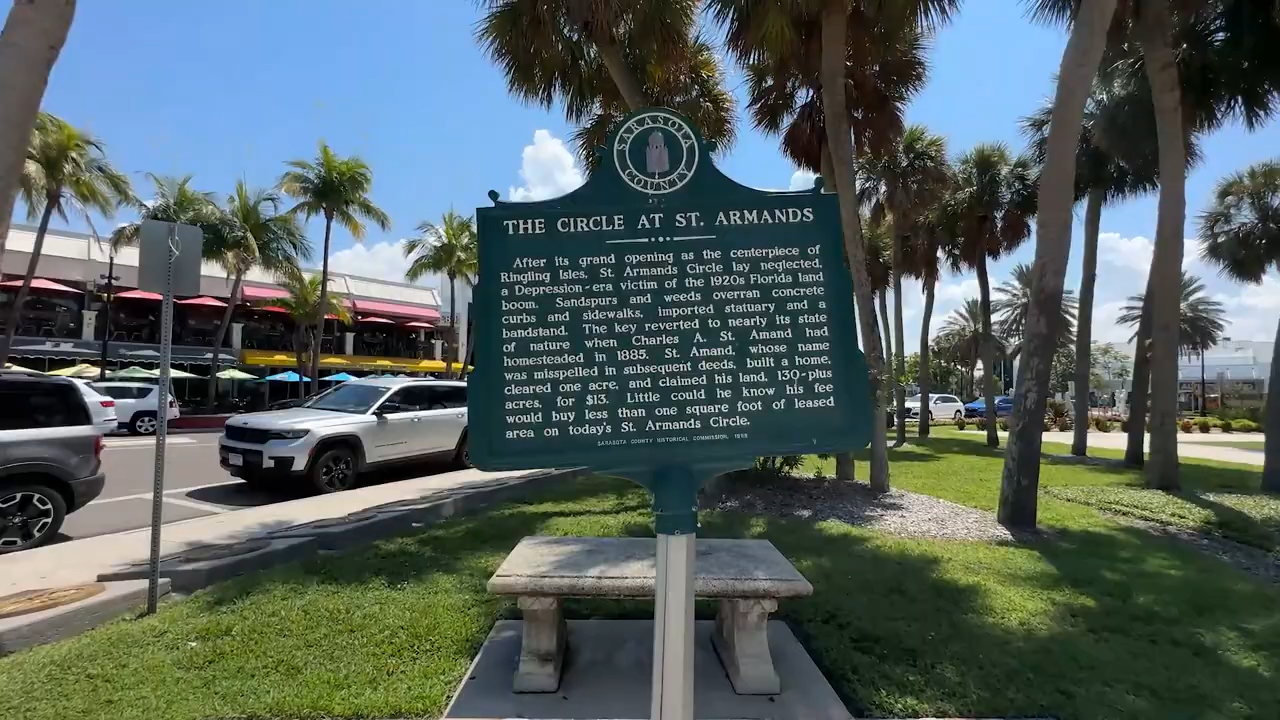 SARASOTA
COUNTY
THE CIRCLE AT ST. ARMANDS
After its grand opening as the centerpiece of
Ringling Isles, St. Armands Circle lay neglected,
a Depression-era victim of the 1920s Florida land
boom. Sandspurs and weeds overran concrete
curbs and sidewalks, imported statuary and a
bandstand. The key reverted to nearly its state
of nature when Charles A. St. Amand had
homesteaded in 1885. St. Amand, whose name
was misspelled in subsequent deeds, built a home,
cleared one acre, and claimed his land, 130-plus
acres, for $13. Little could he know his fee
would buy less than one square foot of leased
area on today's St. Armands Circle.
SARASOTA COUNTY HISTORICAL COMMISSION,